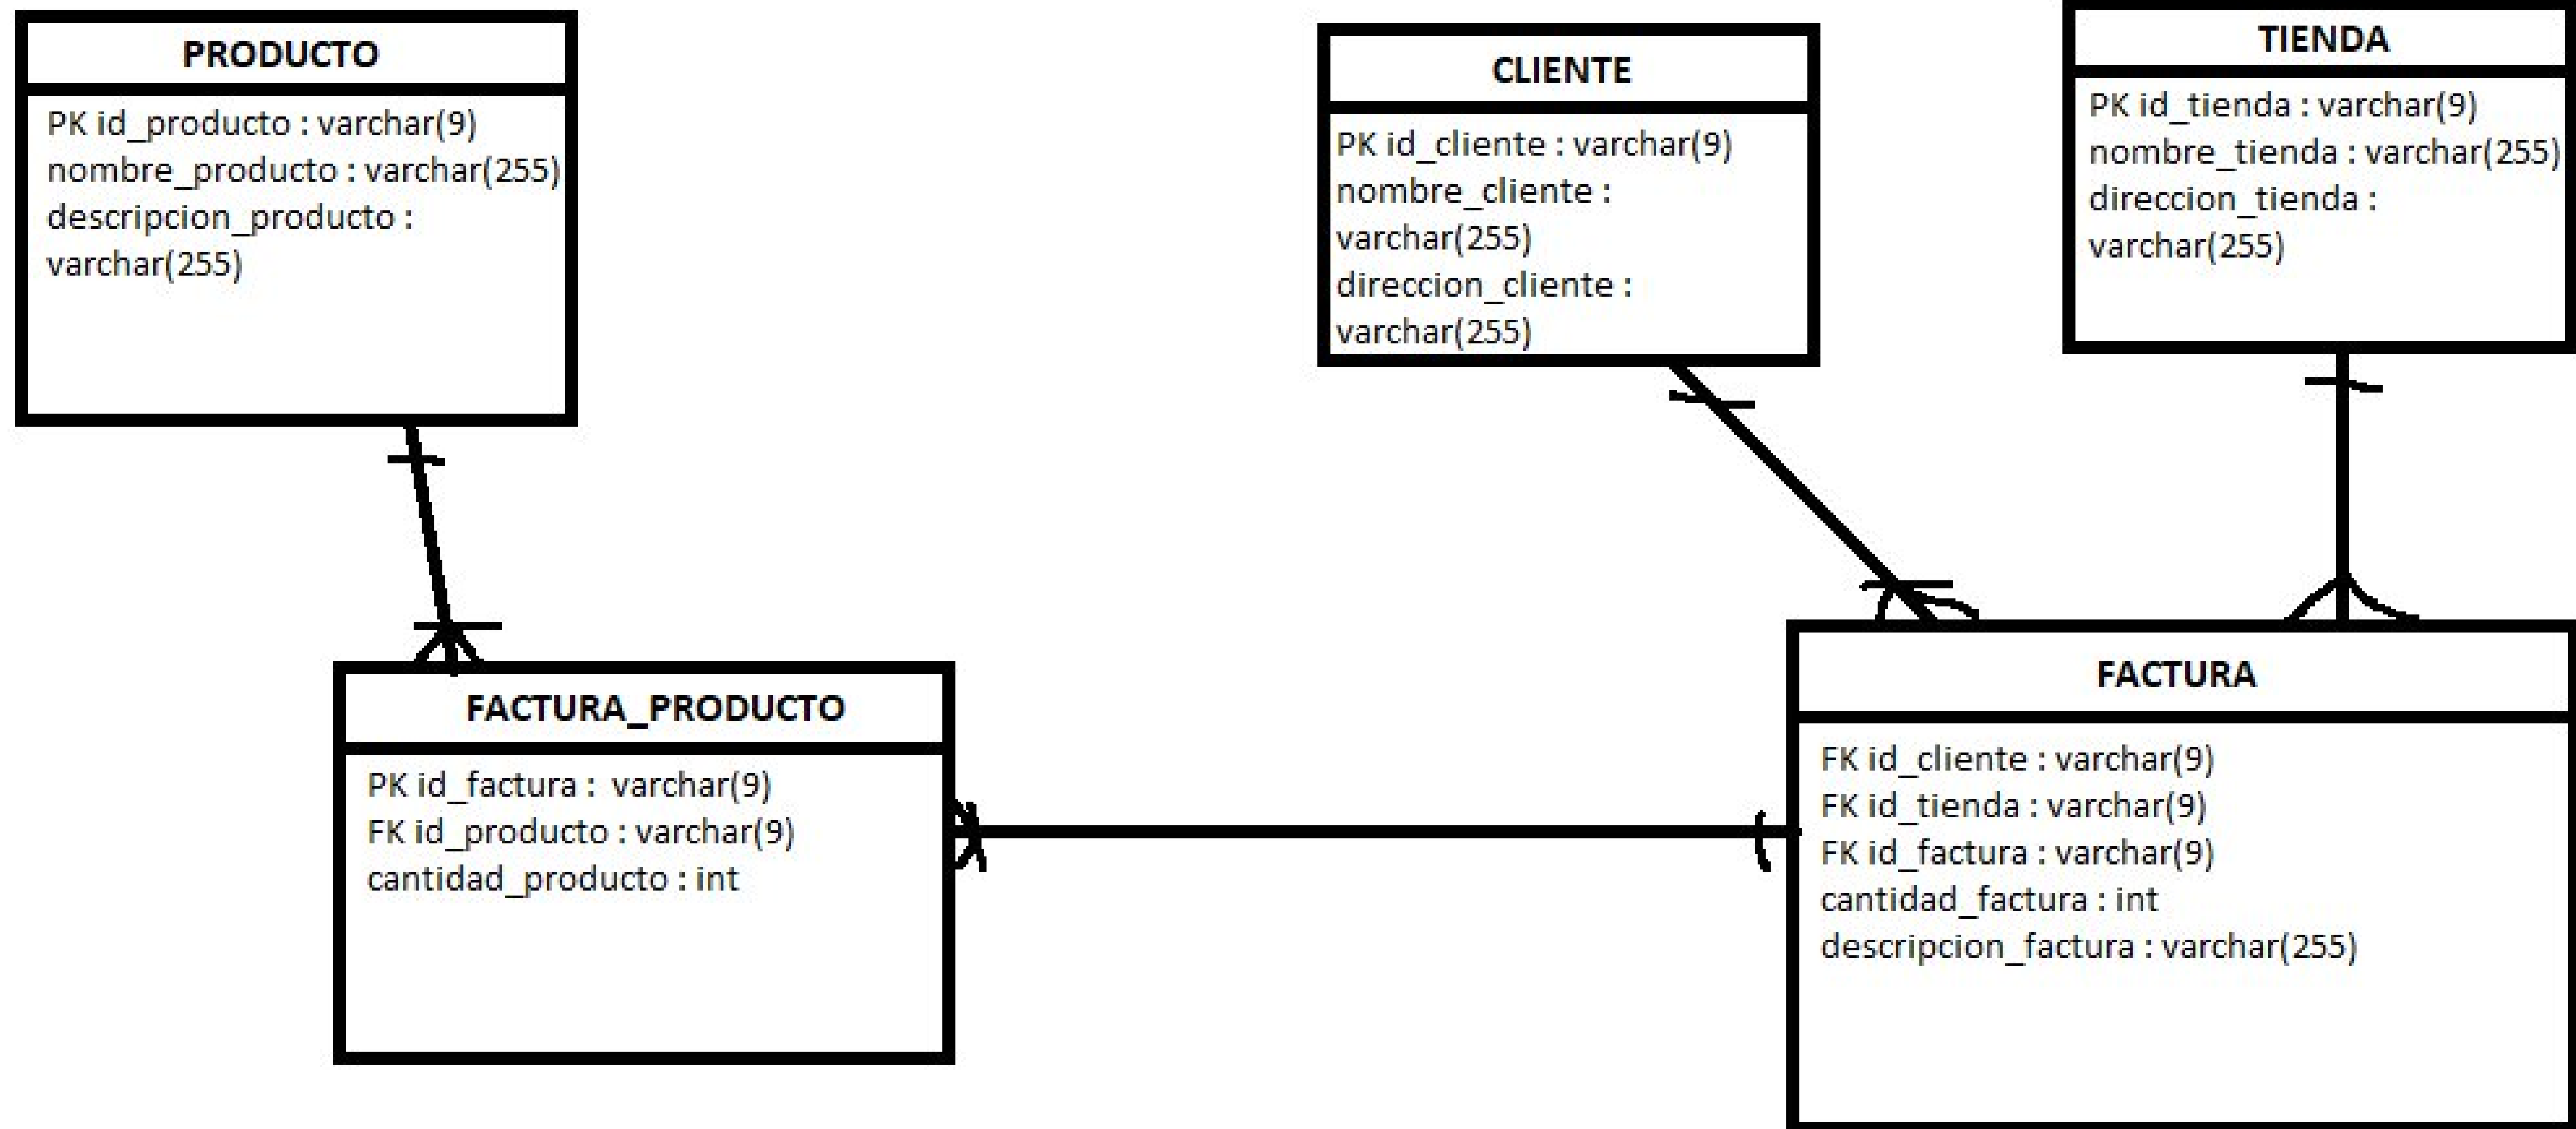 PRODUCTO
PK id_producto : varchar(9)
nombre_producto : varchar(255)
descripcion_producto :
varchar(255)
CLIENTE
PK id_cliente : varchar(9)
nombre_cliente :
varchar(255)
direccion_cliente :
varchar(255)
TIENDA
PK id_tienda : varchar(9)
nombre_tienda : varchar(255)
direccion_tienda :
varchar(255)
FACTURA_PRODUCTO
PK id_factura :  varchar(9)
FK id_producto : varchar(9)
cantidad_producto : int
FACTURA
FK id_cliente : varchar(9)
FK id_tienda : varchar(9)
FK id_factura : varchar(9)
cantidad_factura : int
descripcion_factura : varchar(255)